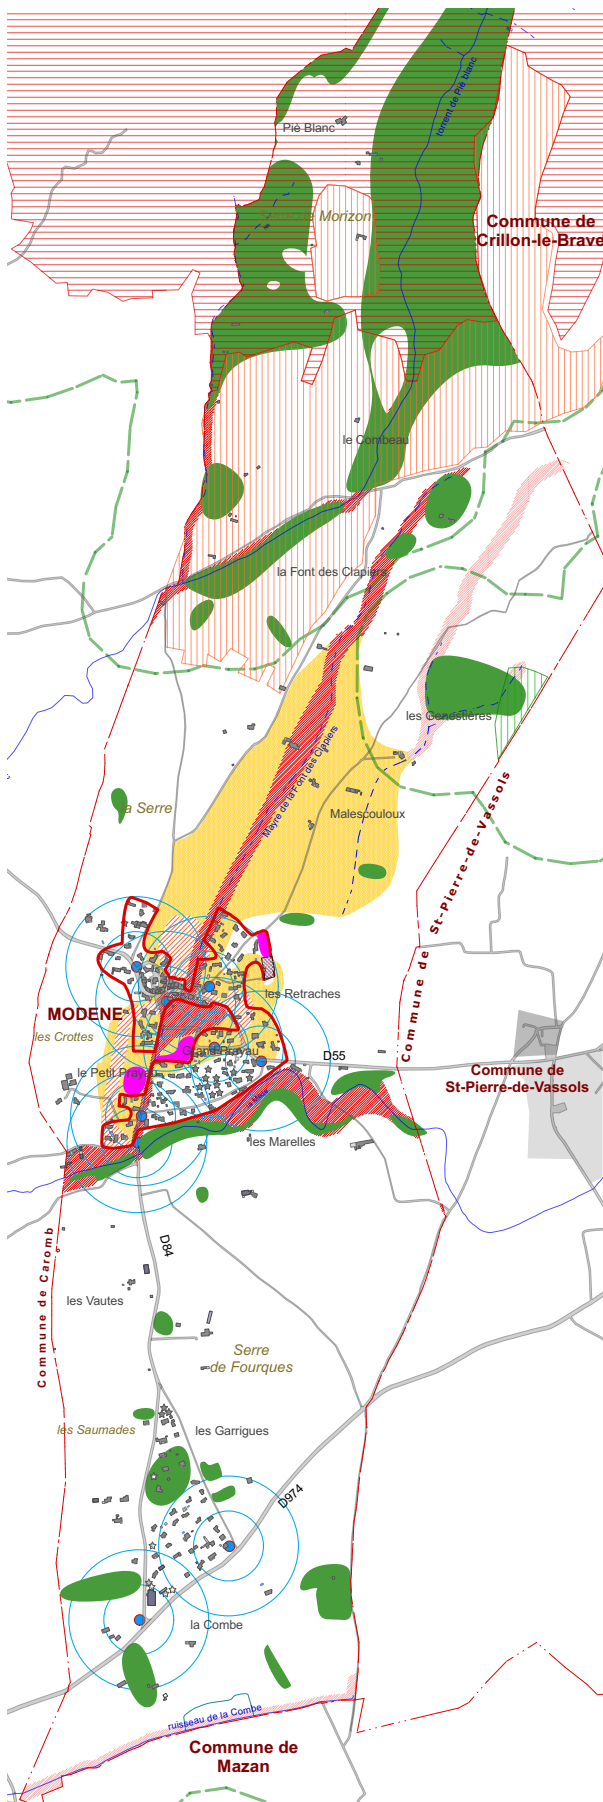 torrent de Piè blanc
Piè Blanc
Morizon
Commune de
Crillon-le-Brave
le Combeau
la Font des Clapiers
les Genestières
Mayre de la Font des Clapiers
la Serre
Malescouloux
Commune de St-Pierre-de-Vassols
les Retraches
MODENE
les Crottes
Grand Prayau
D55
le Petit Prayau
Commune de
St-Pierre-de-Vassols
les Marelles
D84
Commune de Caromb
les Vautes
Serre
de Fourques
les Garrigues
les Saumades
D974
la Combe
ruisseau de la Combe
Commune de
Mazan